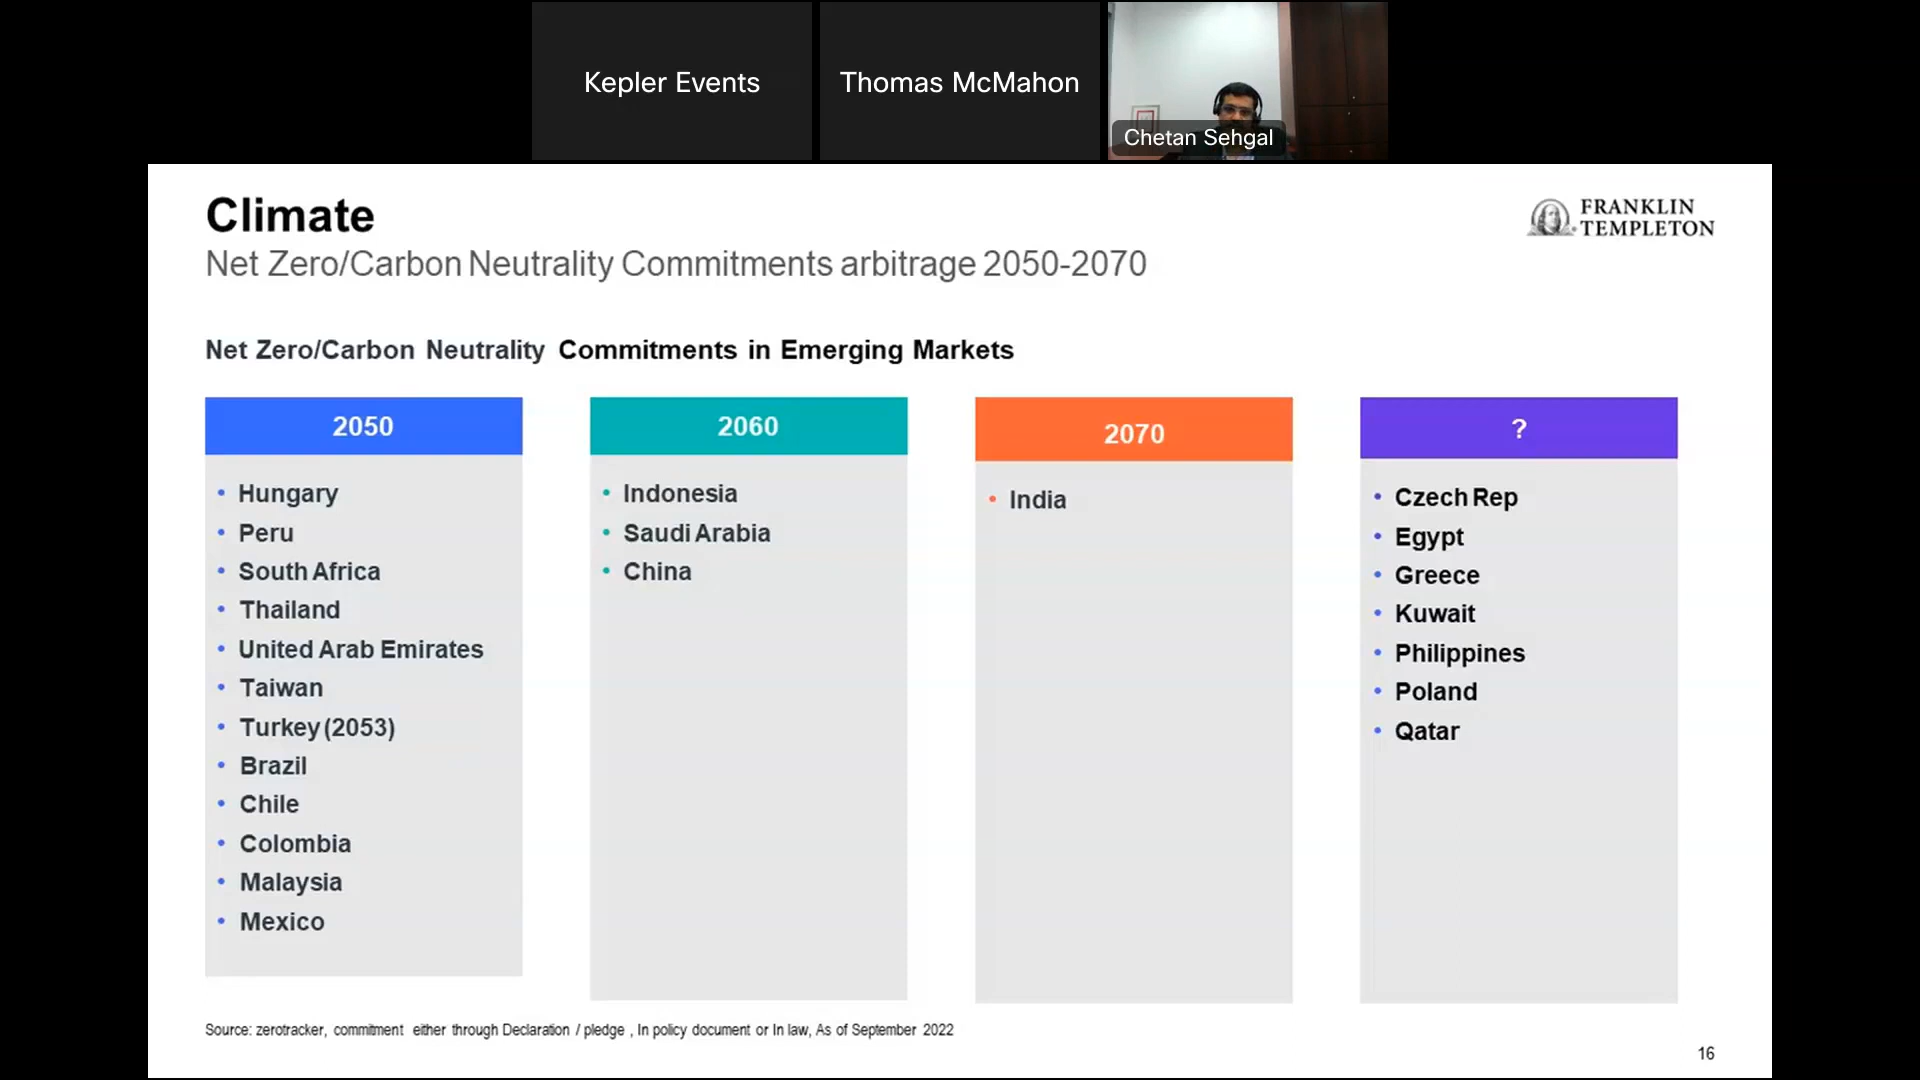 Kepler Events
Thomas McMahon
Chetan Sehgal
Climate
FRANKLIN
TEMPLETON
Net Zero/Carbon Neutrality Commitments arbitrage 2050-2070
Net Zero/Carbon Neutrality Commitments in Emerging Markets
2050
Hungary
Peru
South Africa
Thailand
United Arab Emirates
Taiwan
Turkey (2053)
Brazil
Chile
Colombia
Malaysia
Mexico
2060
Indonesia
Saudi Arabia
China
2070
India
?
Czech Rep
Egypt
Greece
Kuwait
Philippines
Poland
Qatar
Source: zerotracker, commitment either through Declaration / pledge , In policy document or In law, As of September 2022
16